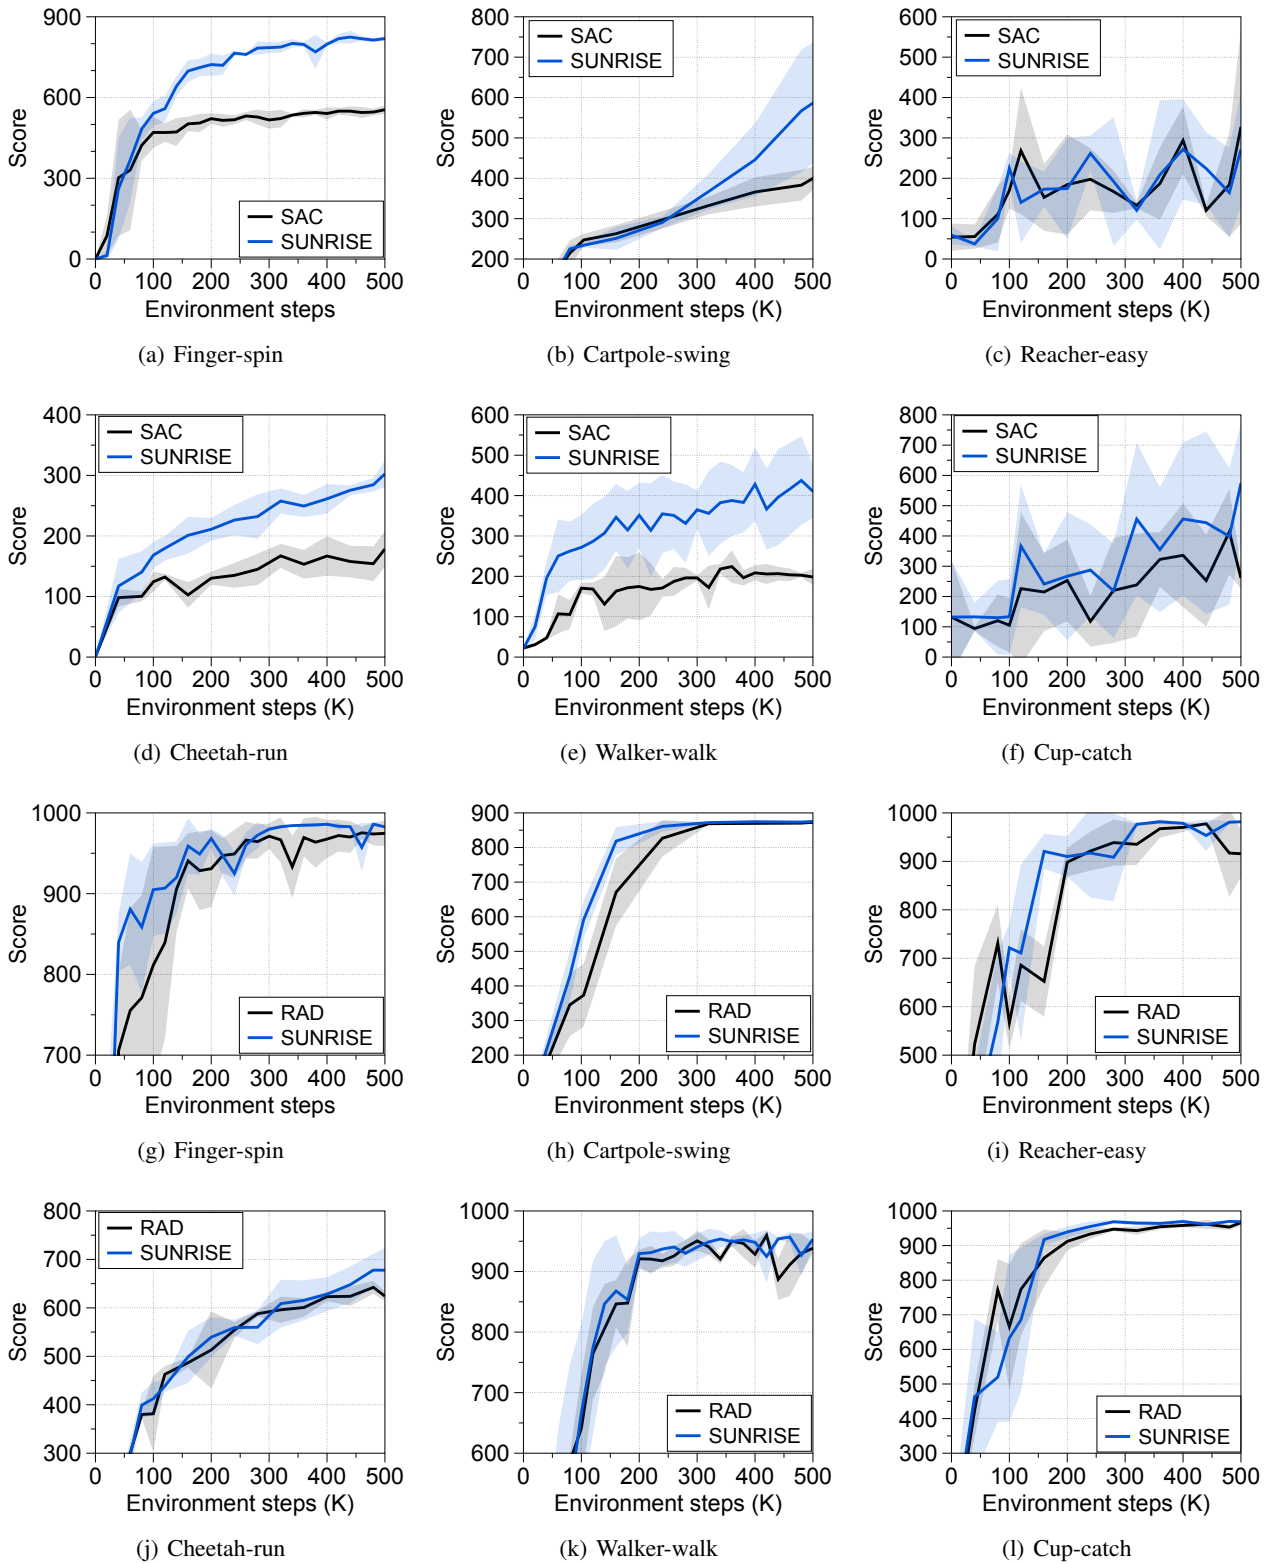 900
600
300
0
Score
SAC
SUNRISE
0 100 200 300 400 500
Environment steps
(a) Finger-spin
800
700
600
500
400
300
200
Score
SAC
SUNRISE
0 100 200 300 400 500
Environment steps (K)
(b) Cartpole-swing
600
500
400
300
200
100
0
Score
SAC
SUNRISE
0 100 200 300 400 500
Environment steps (K)
(c) Reacher-easy
400
300
200
100
0
Score
SAC
SUNRISE
0 100 200 300 400 500
Environment steps (K)
(d) Cheetah-run
600
500
400
300
200
100
0
Score
SAC
SUNRISE
0 100 200 300 400 500
Environment steps (K)
(e) Walker-walk
800
700
600
500
400
300
200
100
0
Score
SAC
SUNRISE
0 100 200 300 400 500
Environment steps (K)
(f) Cup-catch
1000
900
800
700
Score
RAD
SUNRISE
0 100 200 300 400 500
Environment steps
(g) Finger-spin
900
800
700
600
500
400
300
200
Score
RAD
SUNRISE
0 100 200 300 400 500
Environment steps (K)
(h) Cartpole-swing
1000
900
800
700
600
500
Score
RAD
SUNRISE
0 100 200 300 400 500
Environment steps (K)
(i) Reacher-easy
800
700
600
500
400
300
Score
RAD
SUNRISE
0 100 200 300 400 500
Environment steps (K)
(j) Cheetah-run
1000
900
800
700
600
Score
RAD
SUNRISE
0 100 200 300 400 500
Environment steps (K)
(k) Walker-walk
1000
900
800
700
600
500
400
300
Score
RAD
SUNRISE
0 100 200 300 400 500
Environment steps (K)
(l) Cup-catch